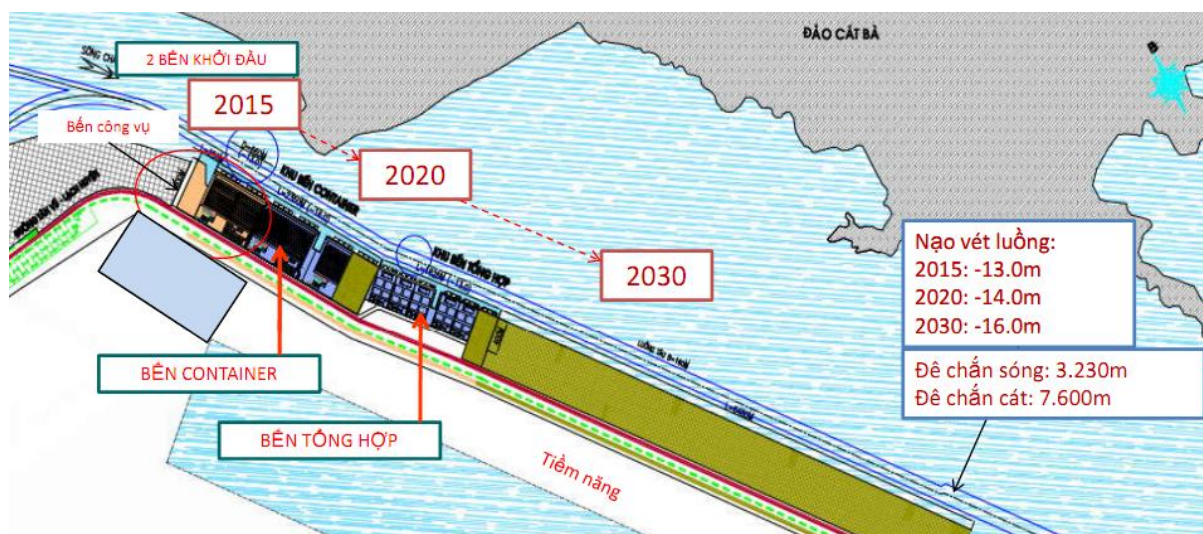 ĐẢO CÁT BÀ
B
2 BẾN KHỞI ĐẦU
2015
Bến công vụ
2020
KHU BẾN CONTAINER
KHU BẾN TỔNG HỢP
2030
Nạo vét luồng:
2015: -13.0m
2020: -14.0m
2030: -16.0m
Đê chắn sóng: 3.230m
Đê chắn cát: 7.600m
BẾN CONTAINER
BẾN TỔNG HỢP
Tiềm năng